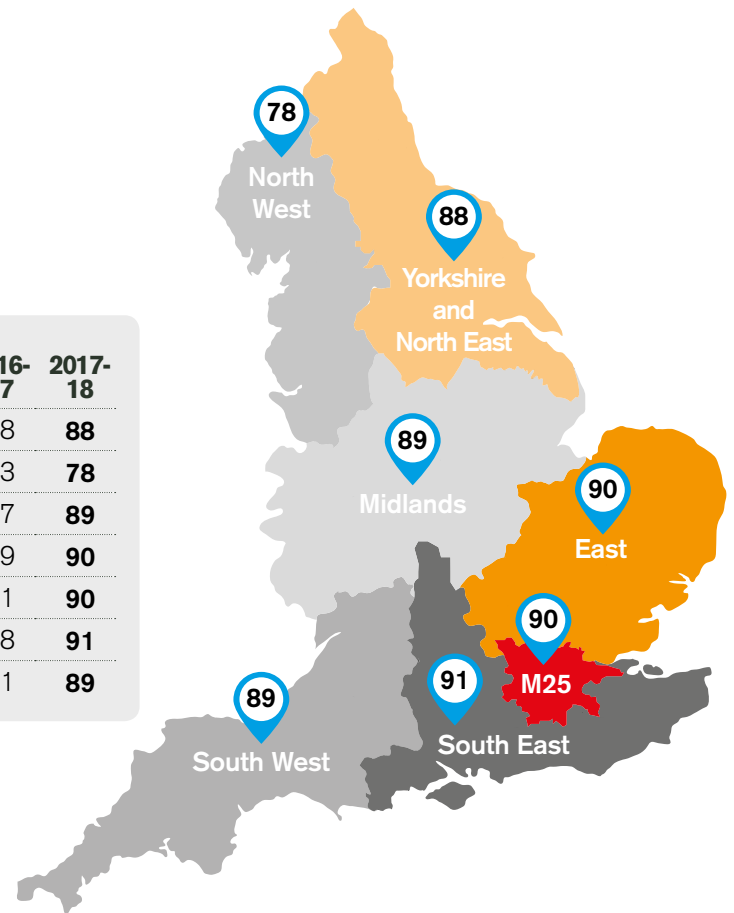 16- 2017-
7 18
8 88
3 78
7 89
9 90
1 90
8 91
1 89
78
North
West
88
Yorkshire
and
North East
89
Midlands
90
East
90
M25
91
South East
89
South West